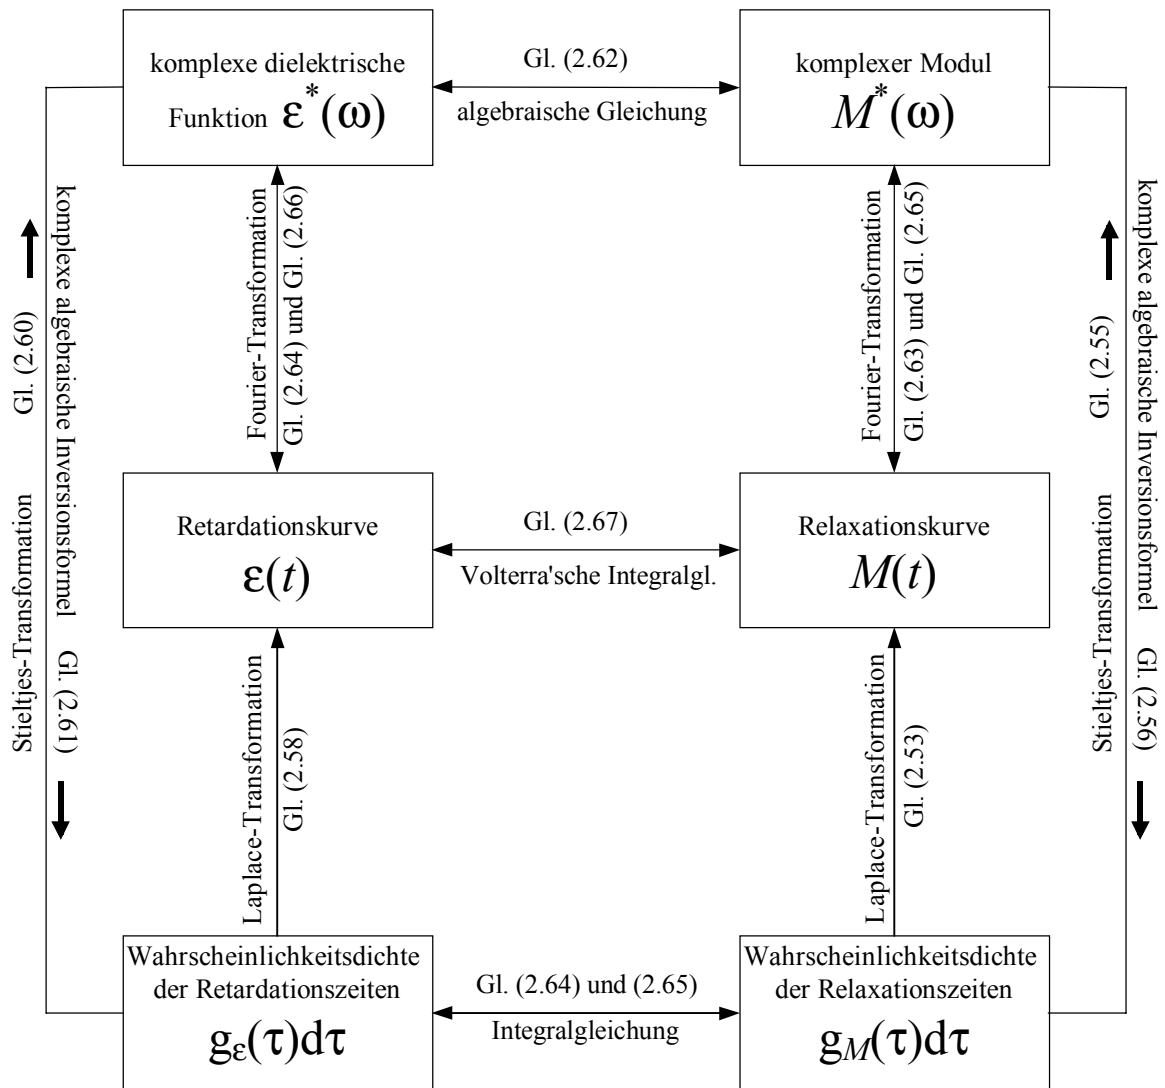 komplexe dielektrische
Funktion ε*(ω)
Gl. (2.62)
algebraische Gleichung
komplexer Modul
M*(ω)
Stieltjes-Transformation Gl. (2.60)
komplexe algebraische Inversionsformel Gl. (2.61)
Fourier-Transformation
Gl. (2.64) und Gl. (2.66)
Fourier-Transformation
Gl. (2.63) und Gl. (2.65)
Stieltjes-Transformation Gl. (2.55)
komplexe algebraische Inversionsformel Gl. (2.56)
Retardationskurve
ε(t)
Gl. (2.67)
Volterra'sche Integralgl.
Relaxationskurve
M(t)
Laplace-Transformation
Gl. (2.58)
Laplace-Transformation
Gl. (2.53)
Wahrscheinlichkeitsdichte
der Retardationszeiten
gε(τ)dτ
Gl. (2.64) und (2.65)
Integralgleichung
Wahrscheinlichkeitsdichte
der Relaxationszeiten
gM(τ)dτ